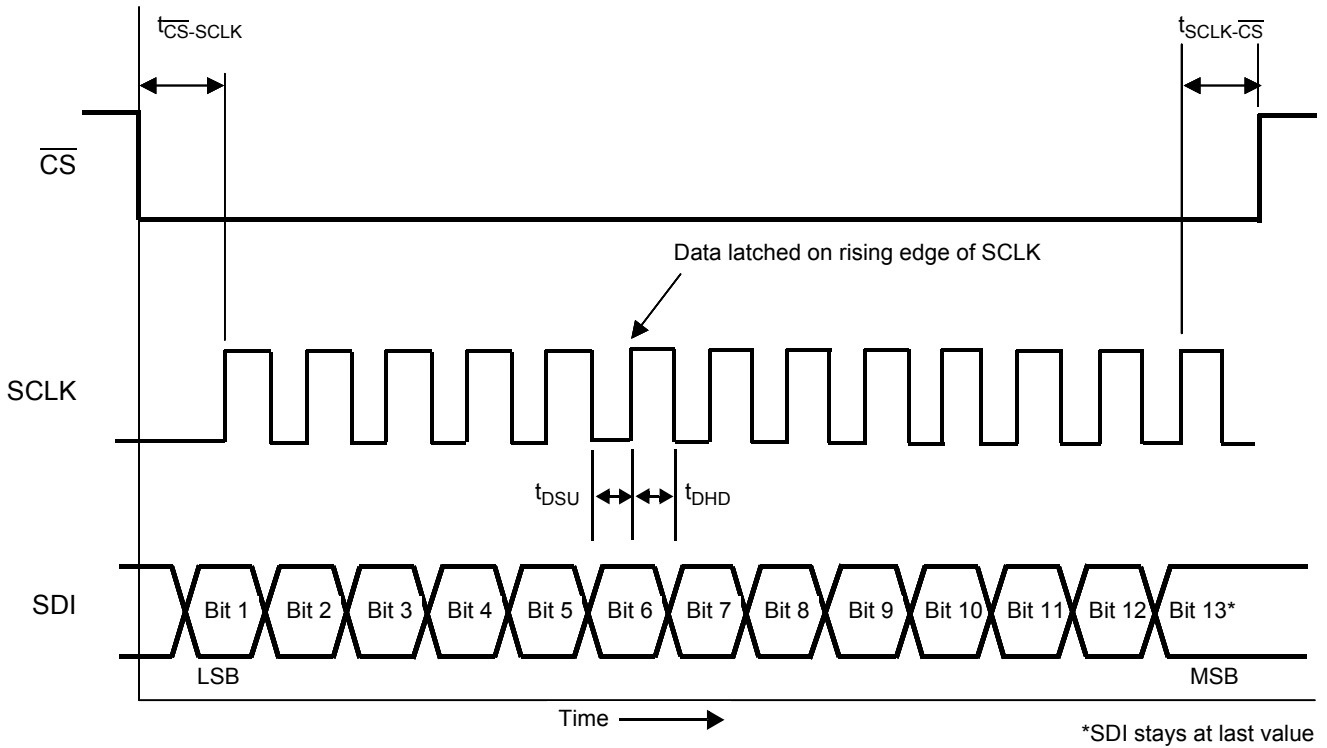 tCS-SCLK
tSCLK-CS
CS
Data latched on rising edge of SCLK
SCLK
tDSU
tDHD
SDI
Bit 1 Bit 2 Bit 3 Bit 4 Bit 5 Bit 6 Bit 7 Bit 8 Bit 9 Bit 10 Bit 11 Bit 12 Bit 13*
LSB
MSB
Time
*SDI stays at last value